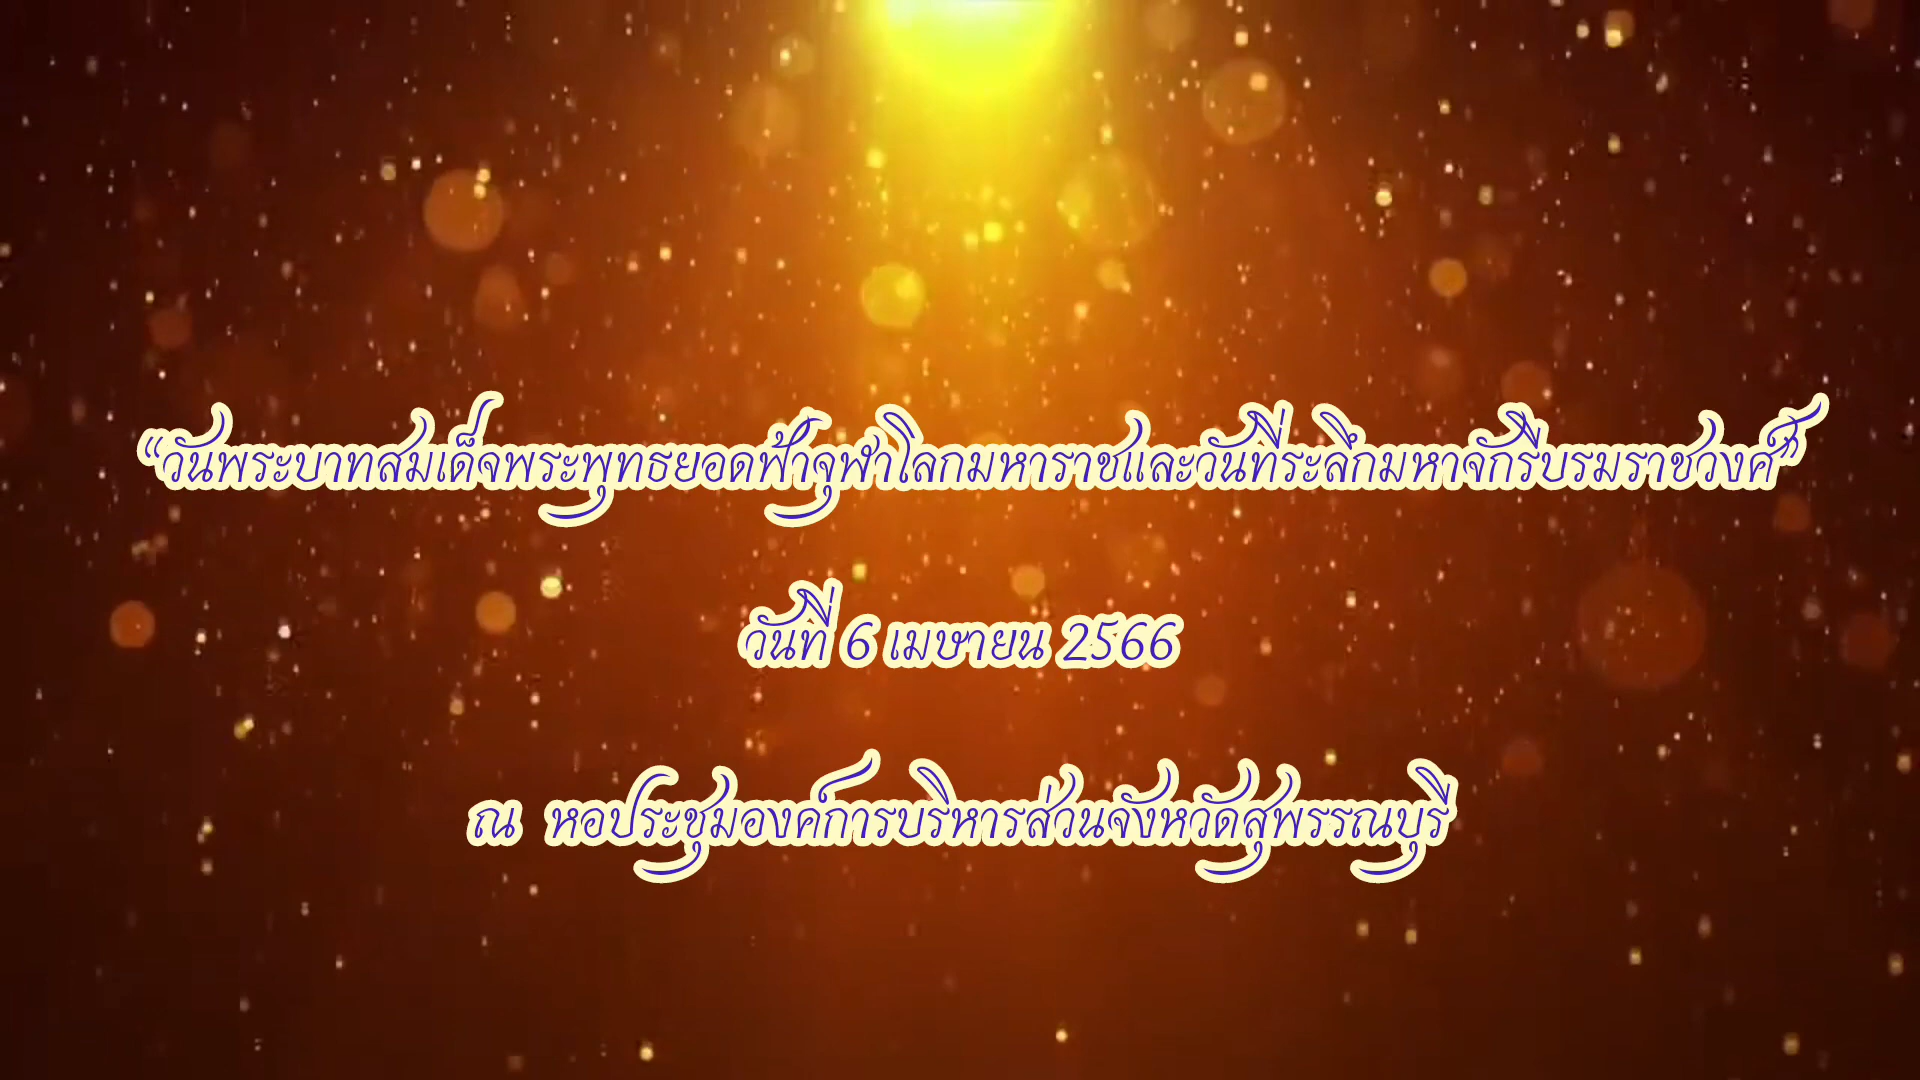 “วันพระบาทสมเด็จพระพุทธยอดฟ้าจุฬาโลกมหาราชและวันที่ระลึกมหาจักรีบรมราชวงศ์”
วันที่ 6 เมษายน 2566
ณ หอประชุมองค์การบริหารส่วนจังหวัดสุพรรณบุรี